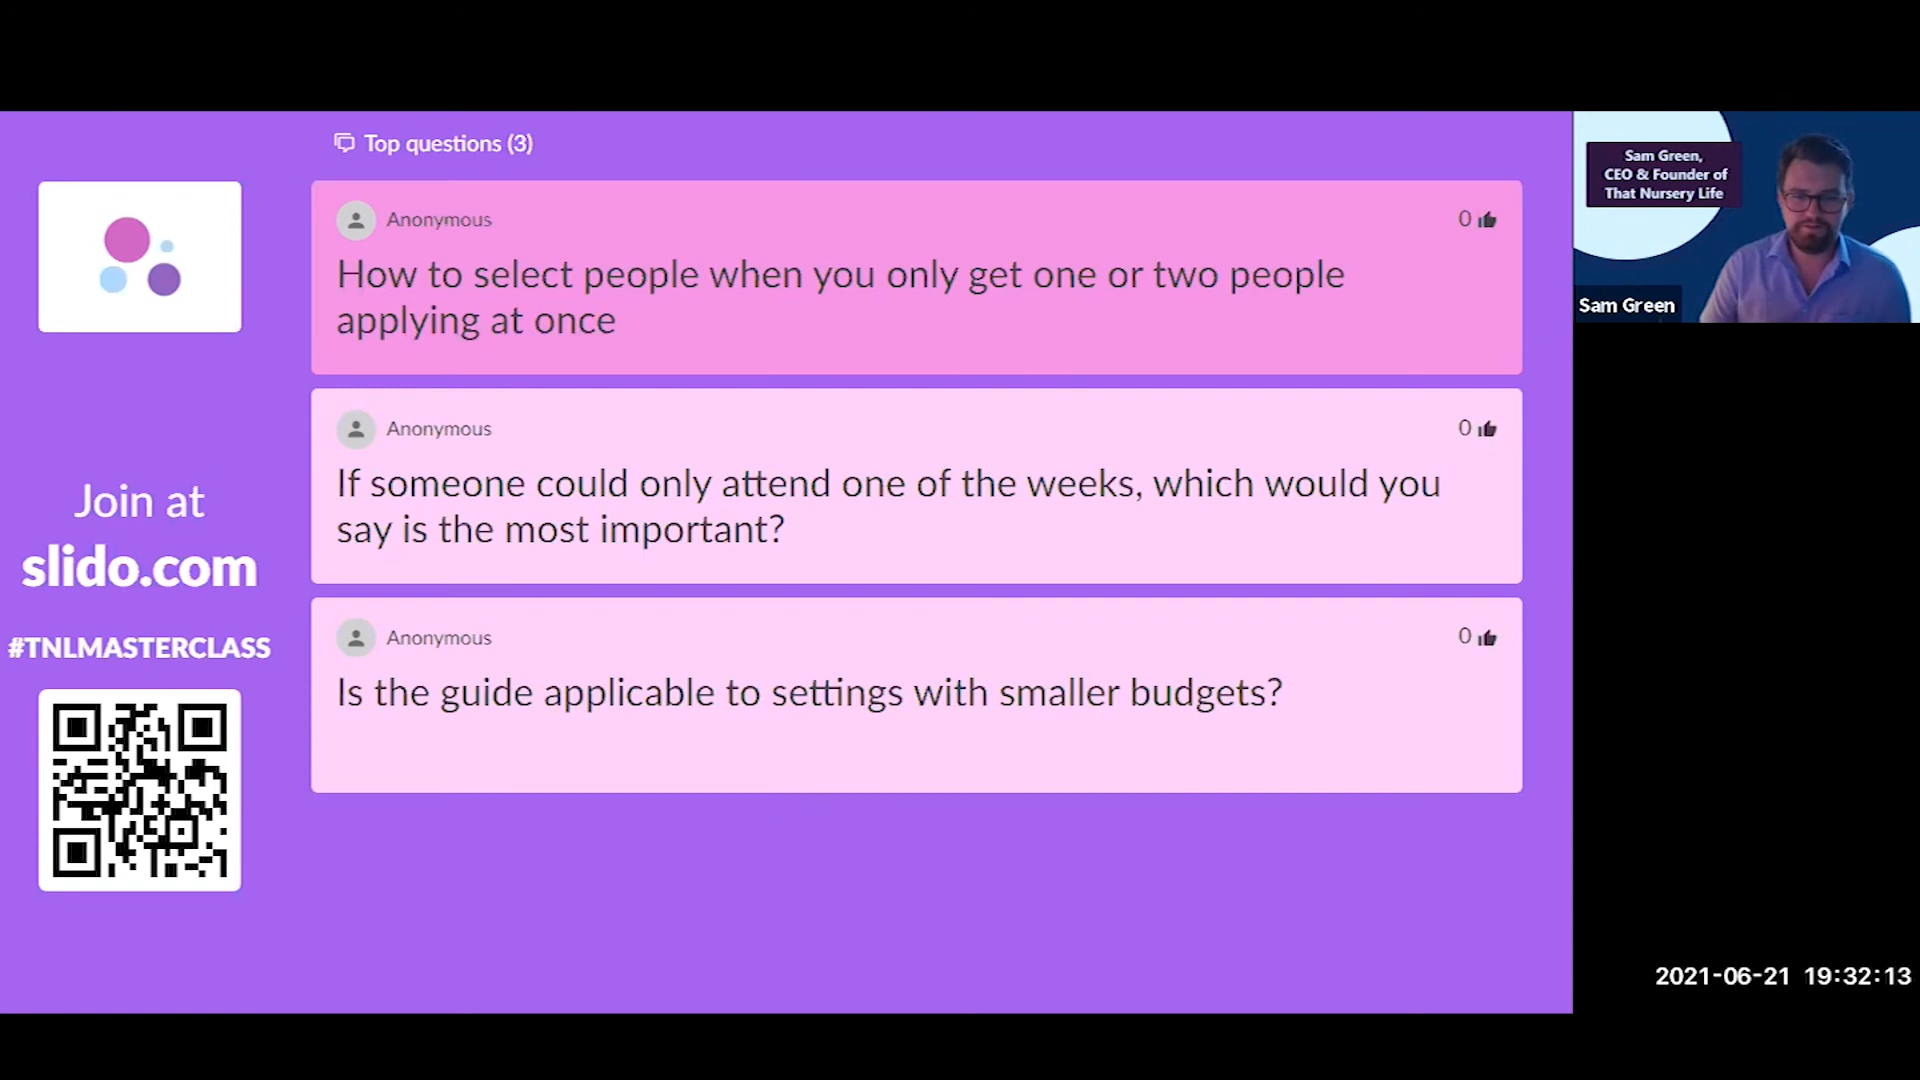 Top questions (3)
Anonymous
0
How to select people when you only get one or two people
applying at once
Anonymous
0
If someone could only attend one of the weeks, which would you
say is the most important?
Anonymous
0
Is the guide applicable to settings with smaller budgets?
Join at
slido.com
#TNLMASTERCLASS
Sam Green,
CEO & Founder of
That Nursery Life
Sam Green
2021-06-21 19:32:13